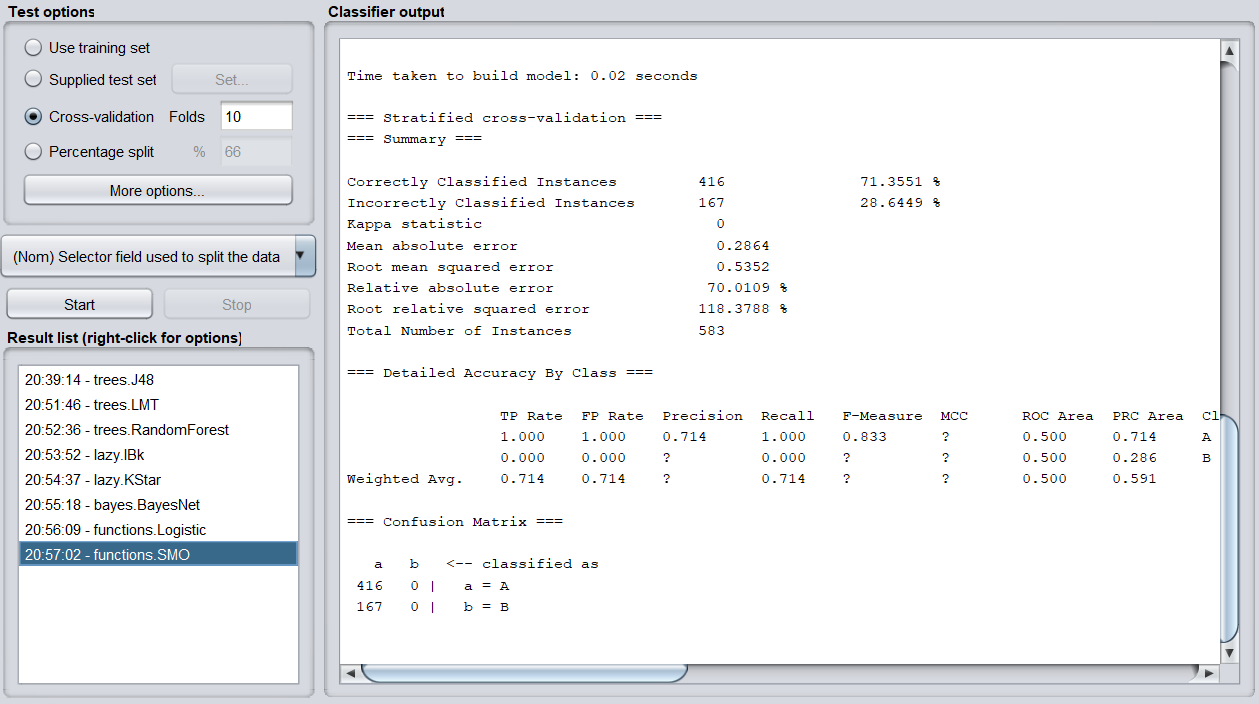 Test options
Use training set
Supplied test set Set...
Cross-validation Folds 10
Percentage split % 66
More options...
(Nom) Selector field used to split the data
Start Stop
Result list (right-click for options)
20:39:14 - trees.J48
20:51:46 - trees.LMT
20:52:36 - trees.RandomForest
20:53:52 - lazy.IBk
20:54:37 - lazy.KStar
20:55:18 - bayes.BayesNet
20:56:09 - functions.Logistic
20:57:02 - functions.SMO
Classifier output
Time taken to build model: 0.02 seconds
=== Stratified cross-validation ===
=== Summary ===
Correctly Classified Instances 416 71.3551 %
Incorrectly Classified Instances 167 28.6449 %
Kappa statistic 0
Mean absolute error 0.2864
Root mean squared error 0.5352
Relative absolute error 70.0109 %
Root relative squared error 118.3788 %
Total Number of Instances 583
=== Detailed Accuracy By Class ===
TP Rate FP Rate Precision Recall F-Measure MCC ROC Area PRC Area Cl
1.000 1.000 0.714 1.000 0.833 ? 0.500 0.714 A
0.000 0.000 ? 0.000 ? ? 0.500 0.286 B
Weighted Avg. 0.714 0.714 ? 0.714 ? ? 0.500 0.591
=== Confusion Matrix ===
a b <-- classified as
416 0 | a = A
167 0 | b = B